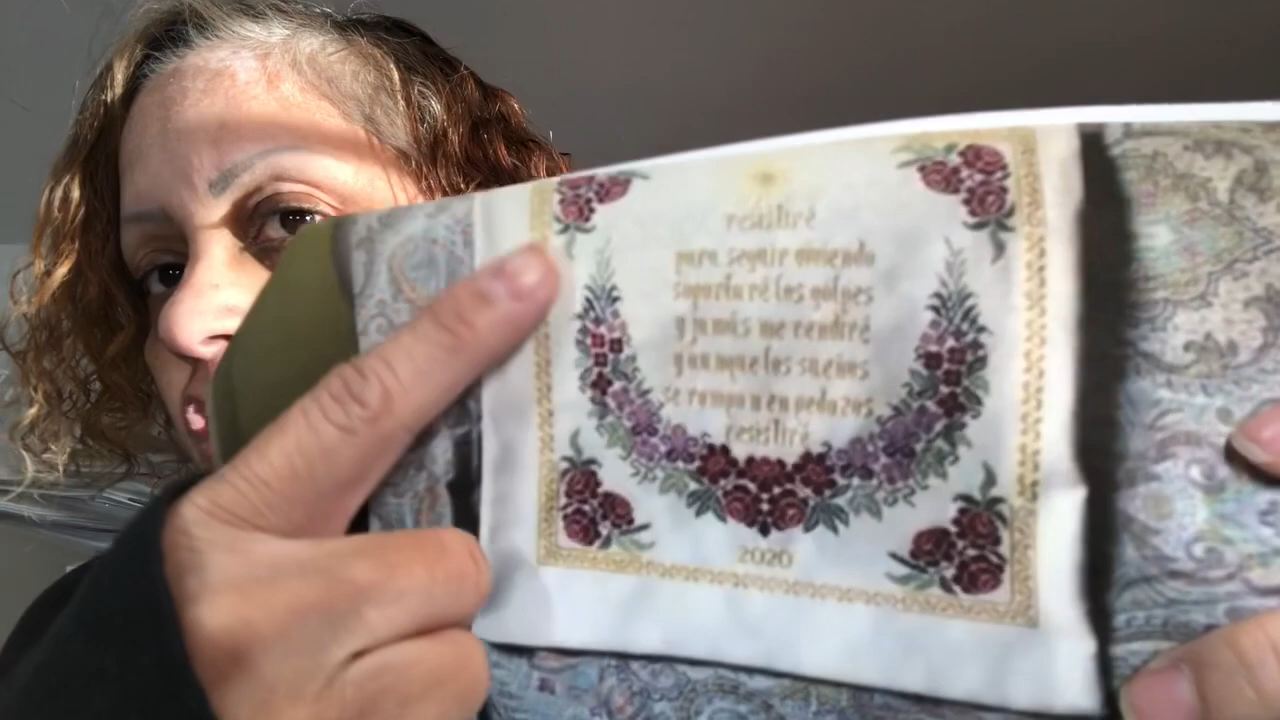 resistiré
para seguir viviendo
soportaré los golpes
y jamás me rendiré
y aunque los sueños
se rompan en pedazos
resistiré
2020